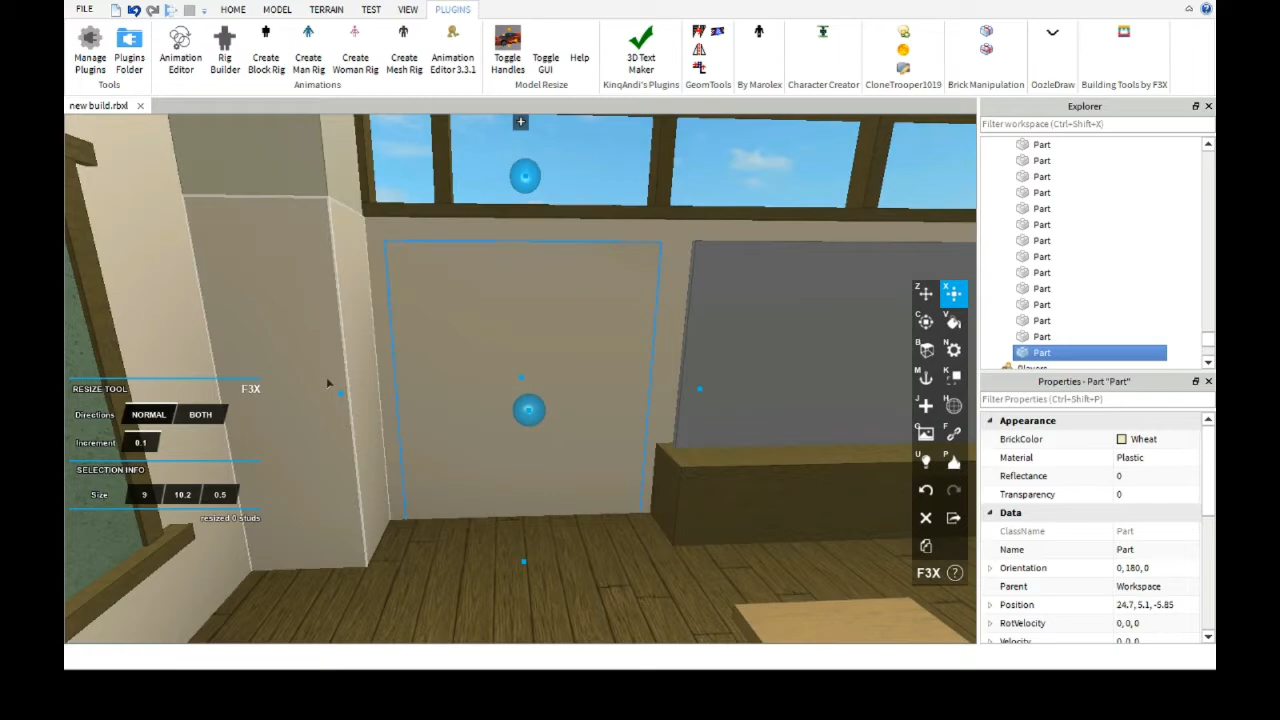 FILE HOME MODEL TERRAIN TEST VIEW PLUGINS
Manage Plugins
Plugins Folder
Animation Editor
Rig Builder
Create Block Rig
Create Man Rig
Create Woman Rig
Create Mesh Rig
Animation Editor 3.3.1
Toggle Handles
Toggle GUI
Help
3D Text Maker
Tools Animations Model Resize KinqAndi's Plugins GeomTools By Marolex Character Creator CloneTrooper1019 Brick Manipulation OozleDraw Building Tools by F3X
new build.rbxl
Explorer
Filter workspace (Ctrl+Shift+X)
Part
Part
Part
Part
Part
Part
Part
Part
Part
Part
Part
Part
Part
Part
Players
Properties - Part "Part"
Filter Properties (Ctrl+Shift+P)
Appearance
BrickColor Wheat
Material Plastic
Reflectance 0
Transparency 0
Data
ClassName Part
Name Part
Orientation 0, 180, 0
Parent Workspace
Position 24.7, 5.1, -5.85
RotVelocity 0, 0, 0
Velocity 0, 0, 0
RESIZE TOOL F3X
Directions NORMAL BOTH
Increment 0.1
SELECTION INFO
Size 9 10.2 0.5
resized 0 studs
Z X
C V
B N
M K
J H
G F
U P
F3X ?